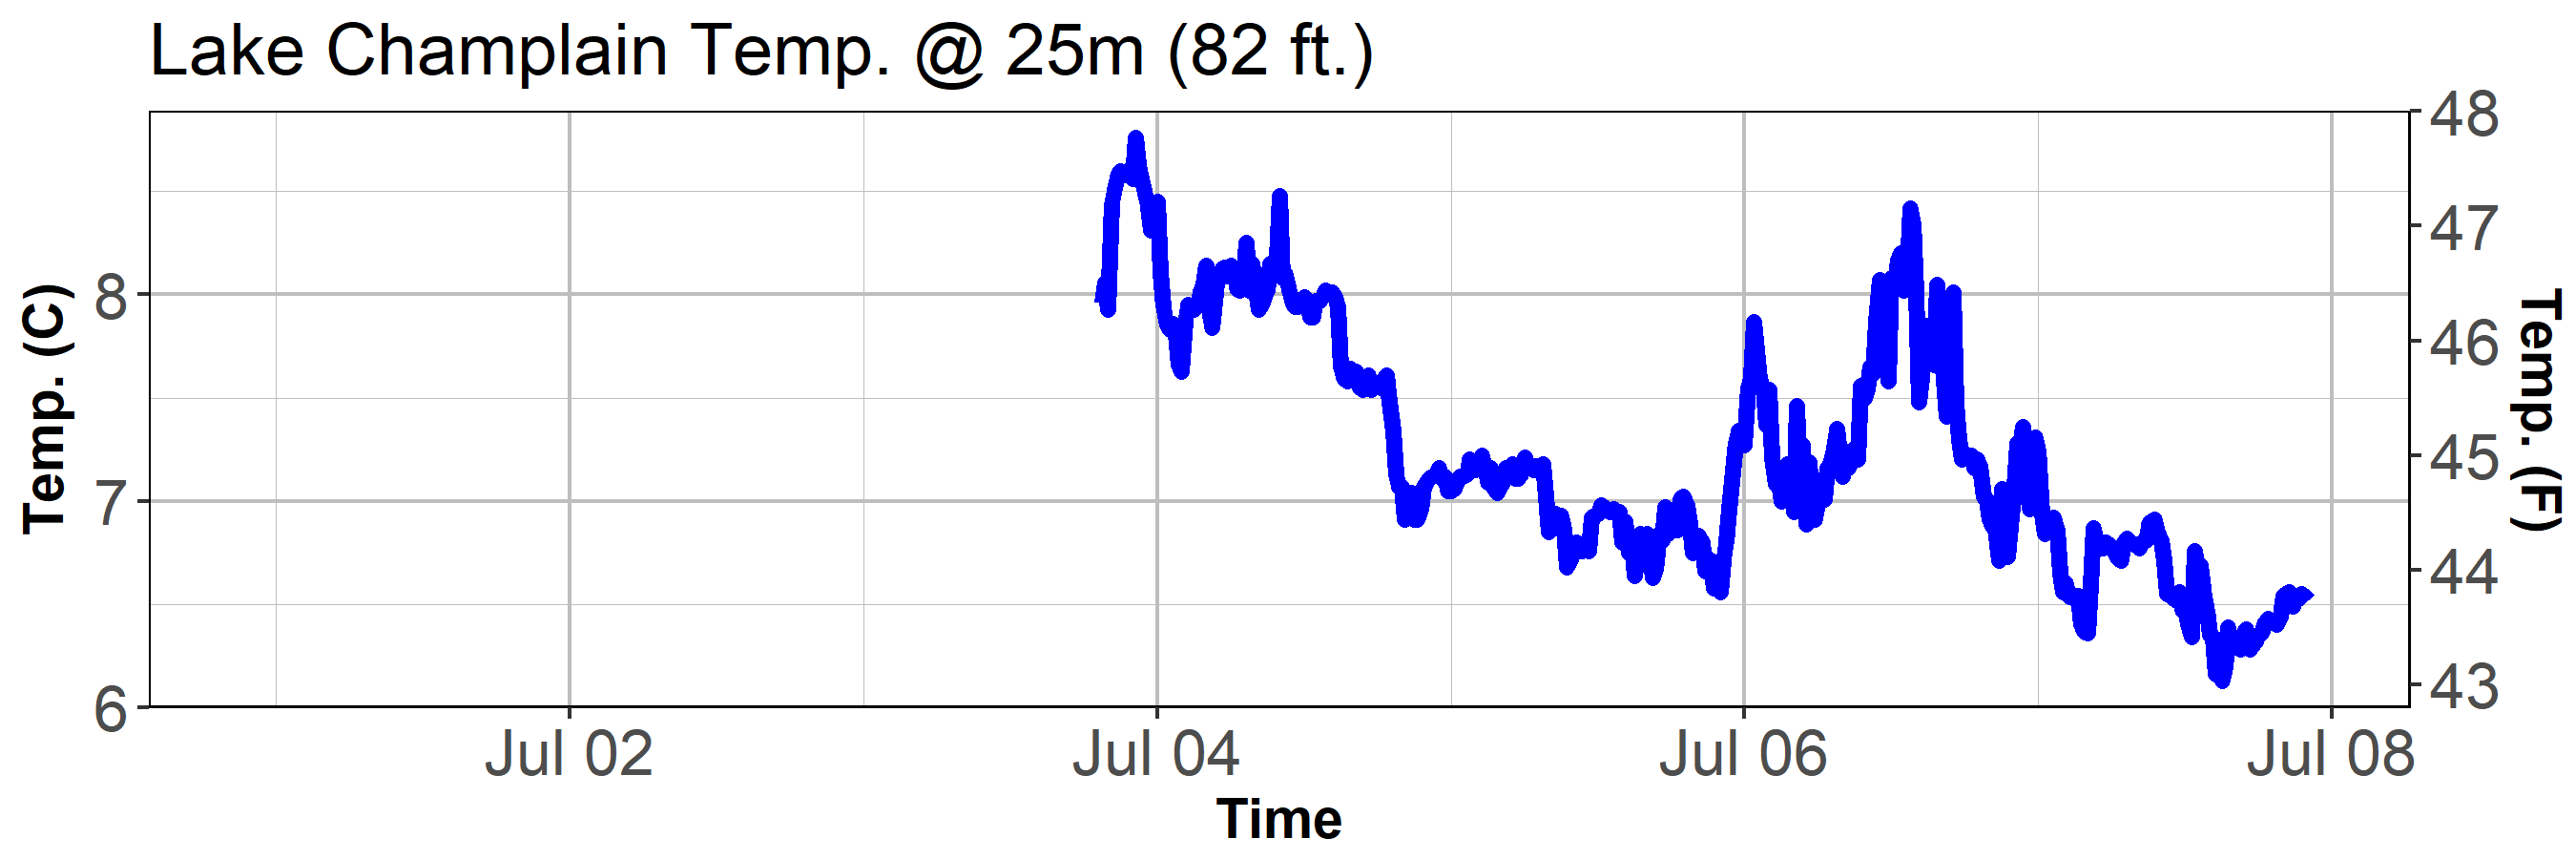 Lake Champlain Temp. @ 25m (82 ft.)
Temp. (C)
8
7
6
48
47
46
45
44
43
Temp. (F)
Jul 02 Jul 04 Jul 06 Jul 08
Time